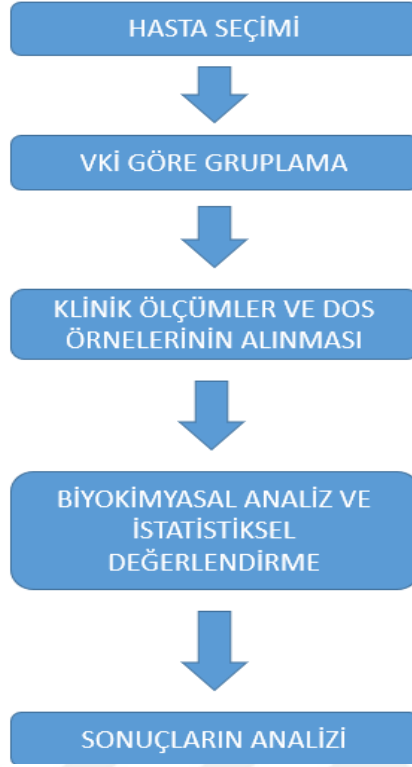 HASTA SEÇİMİ
VKİ GÖRE GRUPLAMA
KLİNİK ÖLÇÜMLER VE DOS
ÖRNELERİNİN ALINMASI
BİYOKİMYASAL ANALİZ VE
İSTATİSTİKSEL
DEĞERLENDİRME
SONUÇLARIN ANALİZİ